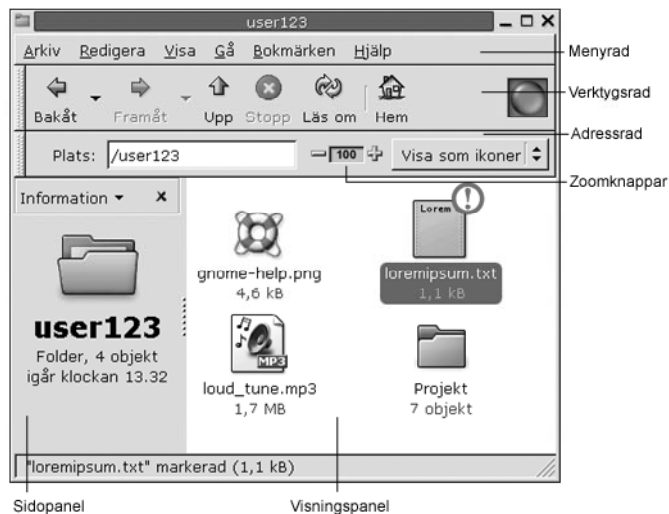 user123
Arkiv Redigera Visa Gå Bokmärken Hjälp
Menyrad
Bakåt Framåt Upp Stopp Läs om Hem
Verktygsrad
Adressrad
Plats: /user123 100 Visa som ikoner
Zoomknappar
Information
user123
Folder, 4 objekt
igår klockan 13.32
gnome-help.png
4,6 kB
Lorem
loremipsum.txt
1,1 kB
MP3
loud_tune.mp3
1,7 MB
Projekt
7 objekt
"loremipsum.txt" markerad (1,1 kB)
Sidopanel
Visningspanel